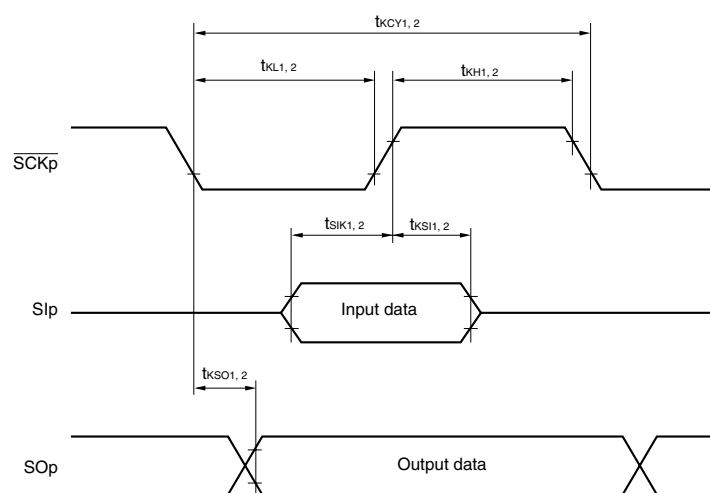 tKCY1, 2
tKL1, 2
tKH1, 2
SCKp
tSIK1, 2
tKSI1, 2
SIp
Input data
tKSO1, 2
SOp
Output data